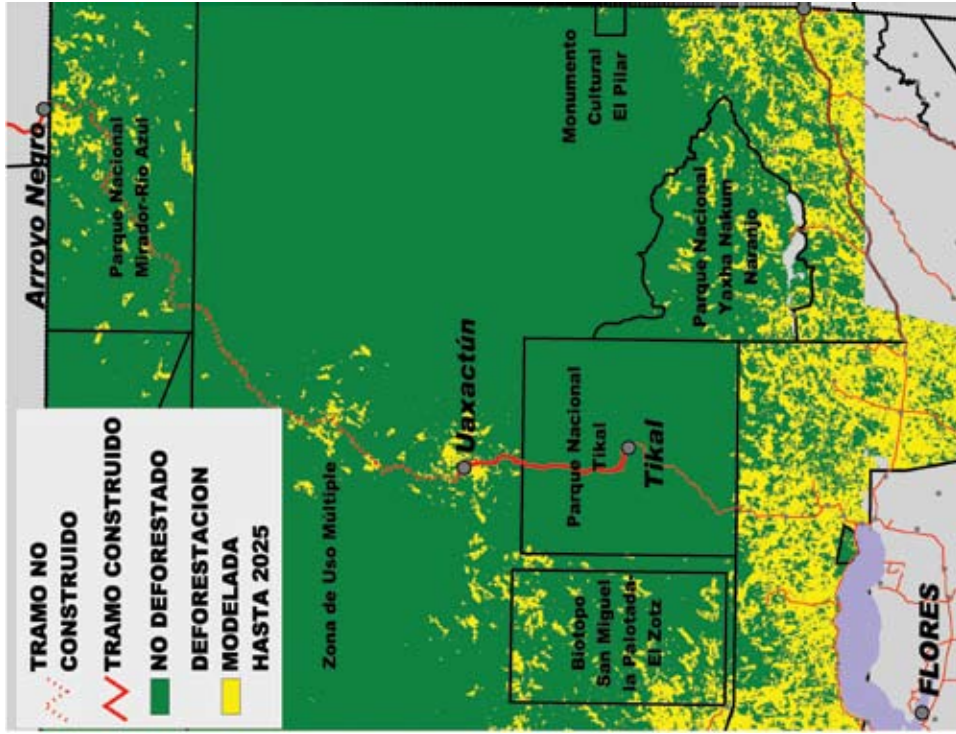 Arroyo Negro
Parque Nacional
Mirador-Río Azul
TRAMO NO
CONSTRUIDO
TRAMO CONSTRUIDO
NO DEFORESTADO
DEFORESTACION
MODELADA
HASTA 2025
Zona de Uso Múltiple
Uaxactún
Monumento
Cultural
El Pilar
Parque Nacional
Tikal
Tikal
Parque Nacional
Yaxha Nakum
Naranjo
Biotopo
San Miguel
la Palotada-
El Zotz
FLORES